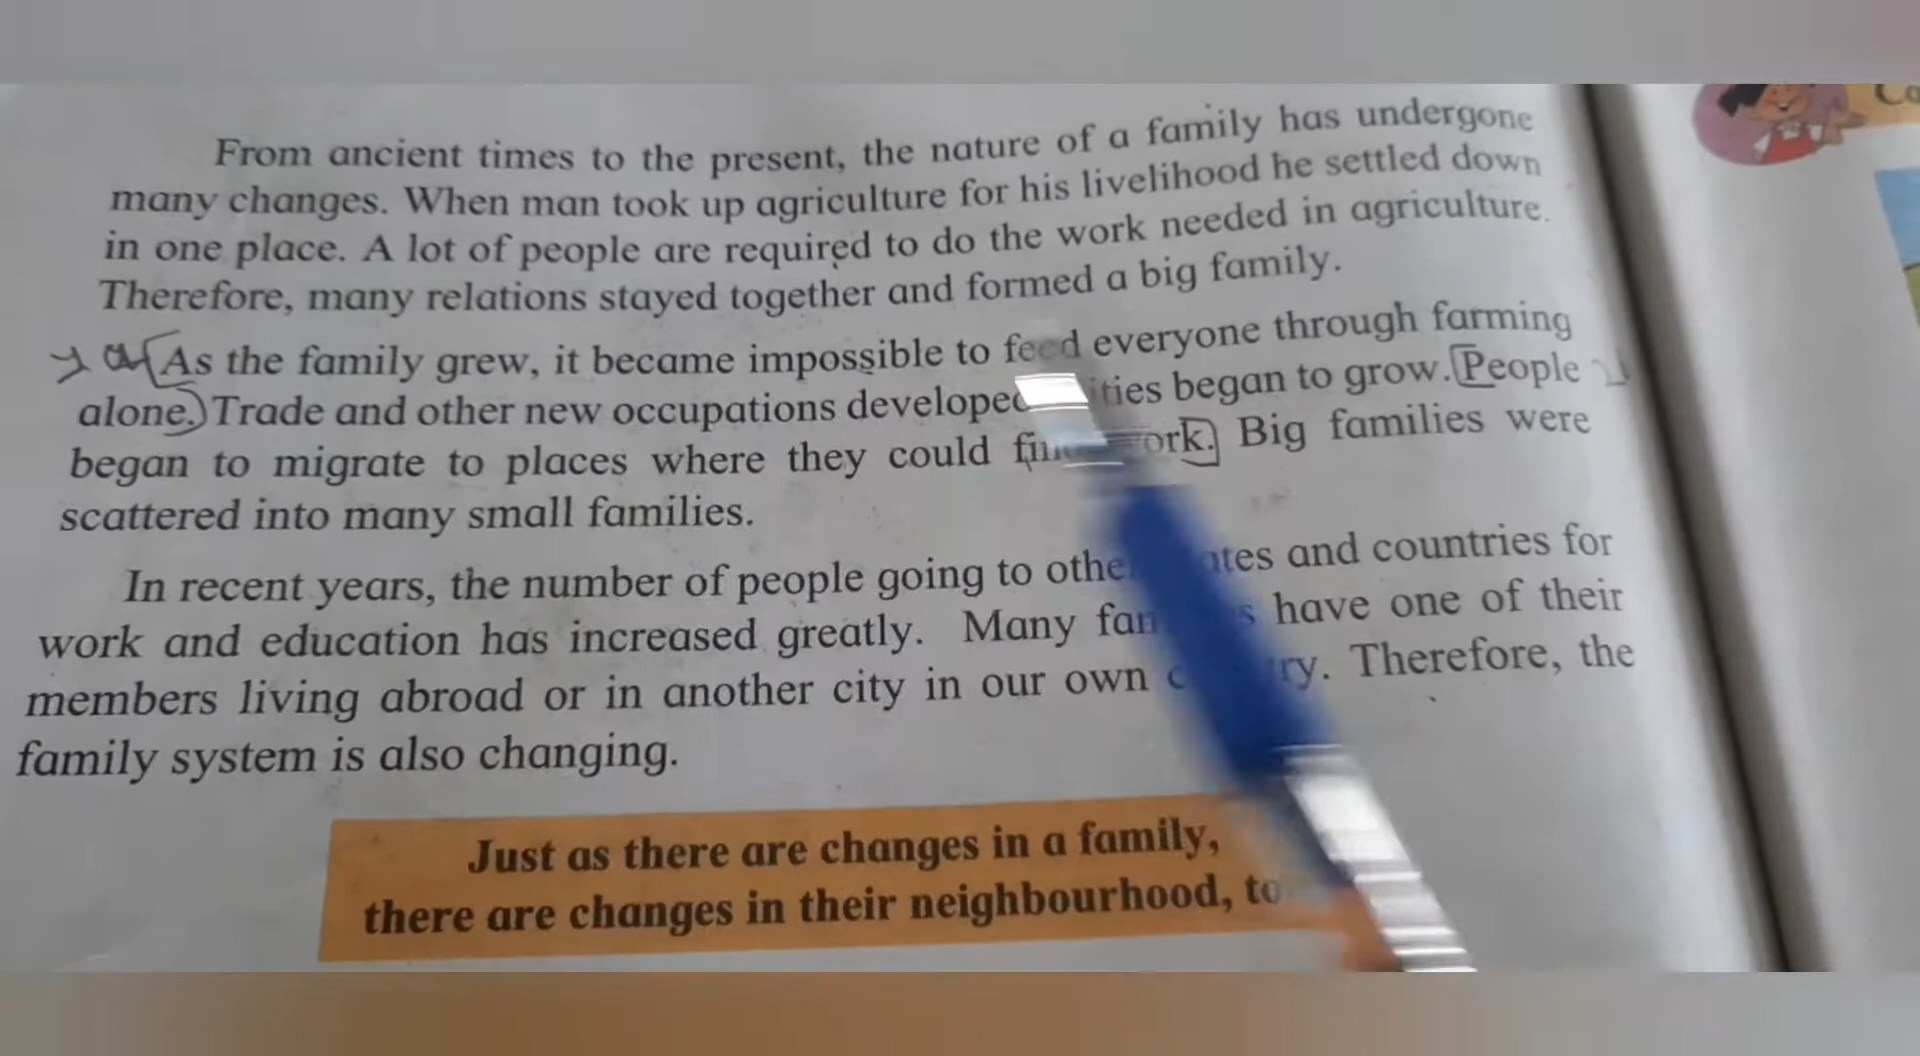 From ancient times to the present, the nature of a family has undergone
many changes. When man took up agriculture for his livelihood he settled down
in one place. A lot of people are required to do the work needed in agriculture.
Therefore, many relations stayed together and formed a big family.
As the family grew, it became impossible to feed everyone through farming
alone. Trade and other new occupations developed began to grow. People
began to migrate to places where they could Big families were
scattered into many small families.
In recent years, the number of people going to other and countries for
work and education has increased greatly. Many have one of their
members living abroad or in another city in our own Therefore, the
family system is also changing.
Just as there are changes in a family,
there are changes in their neighbourhood,